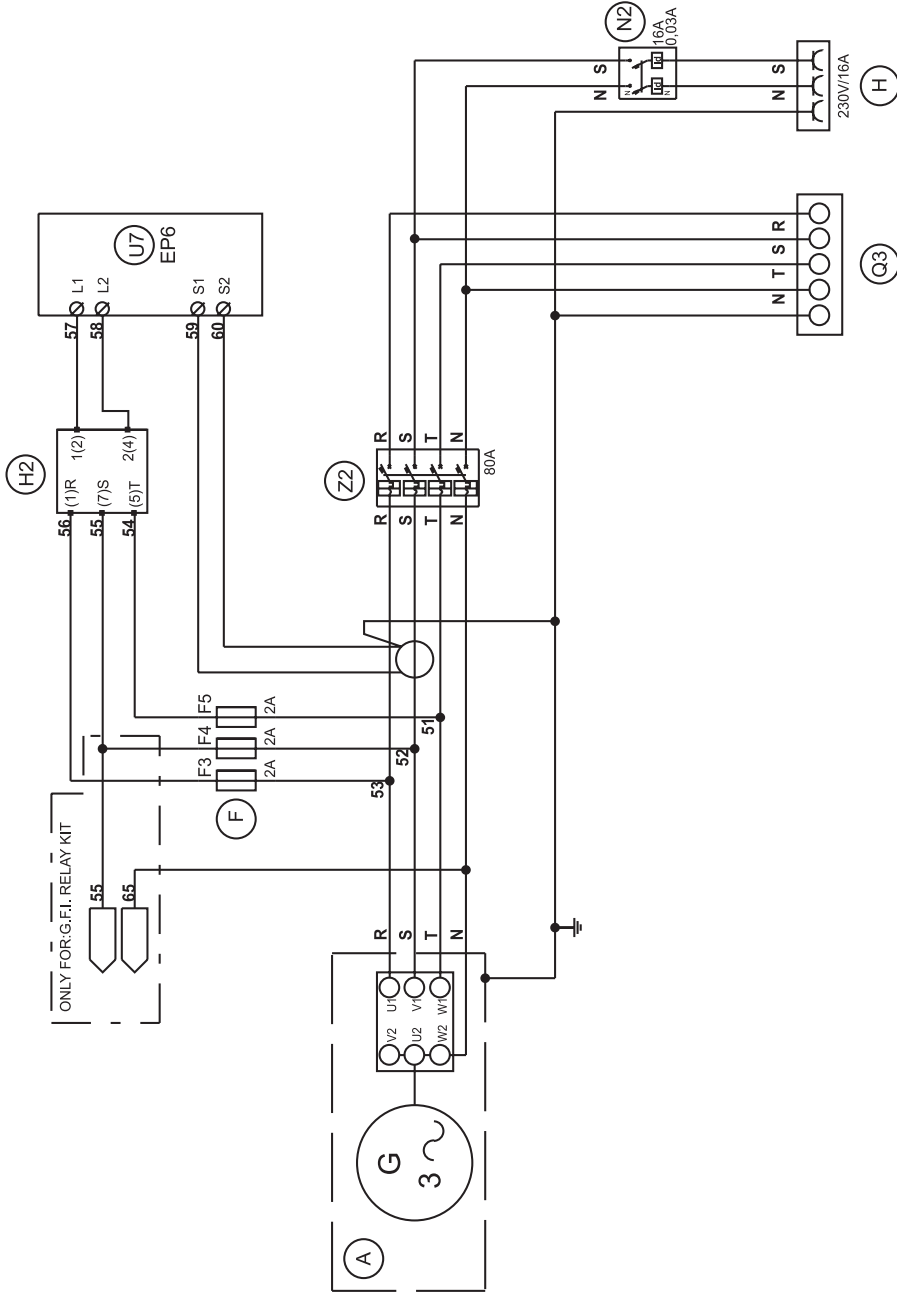 N2
16A
0,03A
S
N
N
N
Id
Id
S
N
230V/16A
H
U7
EP6
L1
L2
S1
S2
57
58
59
60
H2
1(2)
2(4)
(1)R
(7)S
(5)T
56
55
54
R
S
T
N
Q3
Z2
R
S
T
N
80A
R
S
T
N
F3
F4
F5
2A
2A
2A
F
53
52
51
ONLY FOR:G.F.I. RELAY KIT
55
65
R
S
T
N
U1
V1
W1
V2
U2
W2
G
3
A